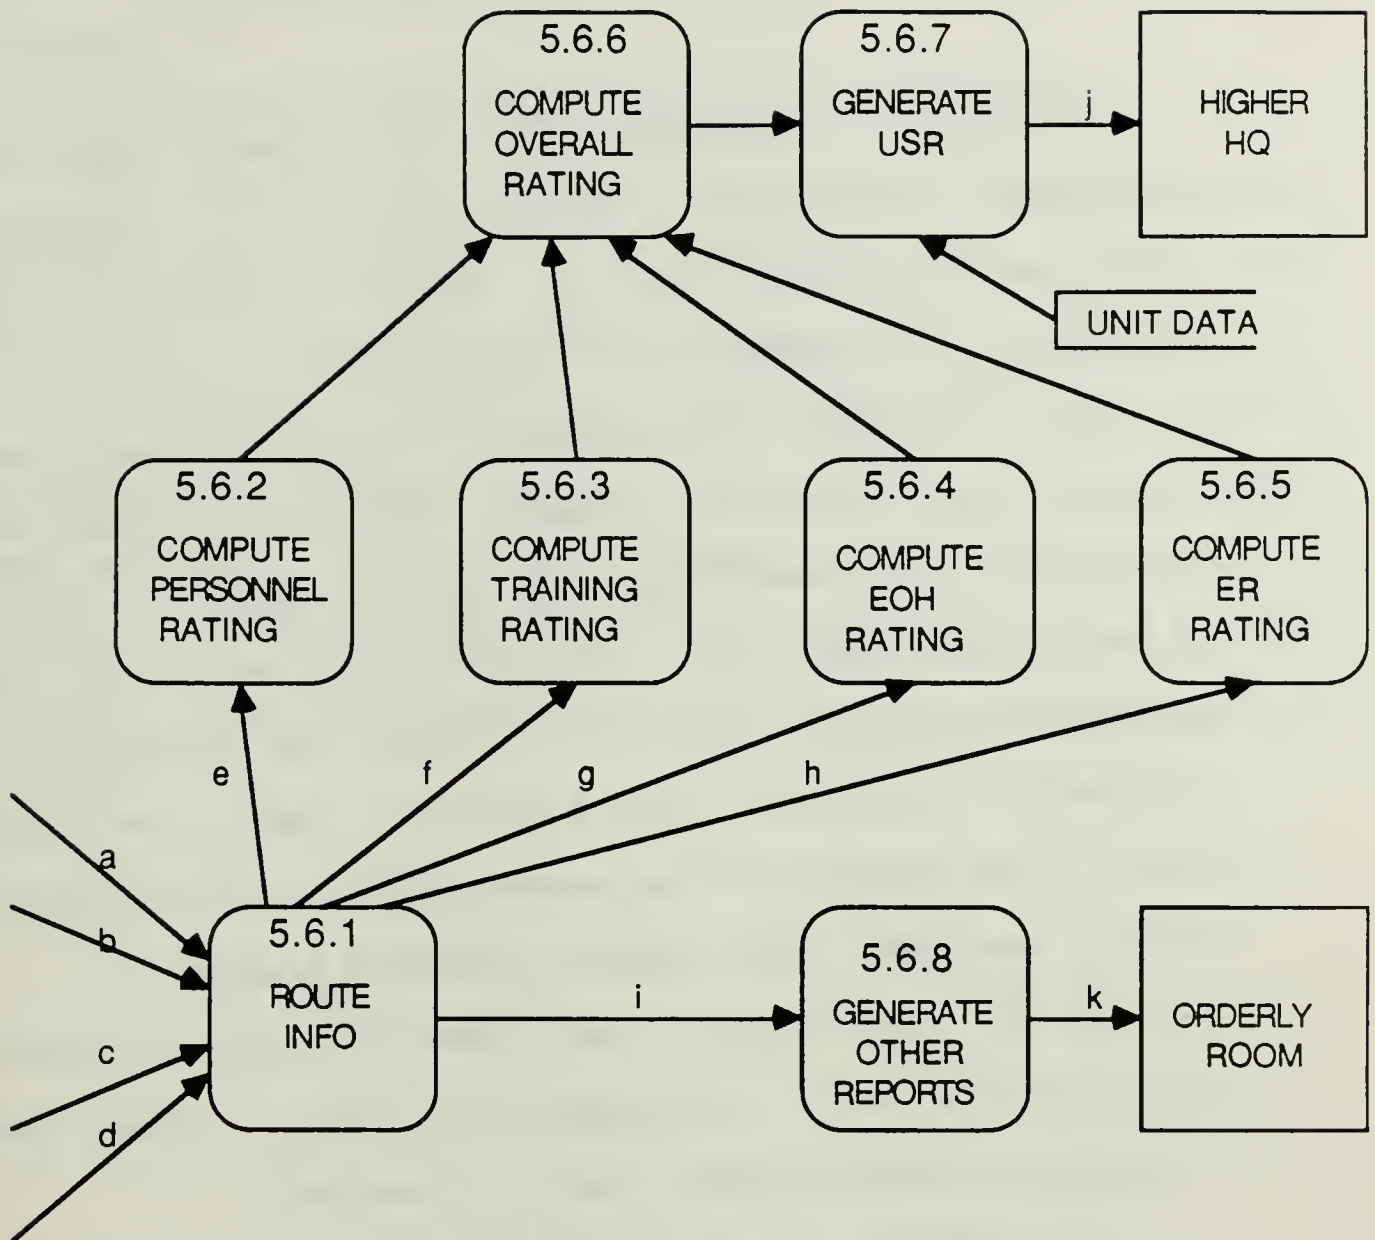 5.6.6
COMPUTE
OVERALL
RATING
5.6.7
GENERATE
USR
j
HIGHER
HQ
UNIT DATA
5.6.2
COMPUTE
PERSONNEL
RATING
5.6.3
COMPUTE
TRAINING
RATING
5.6.4
COMPUTE
EOH
RATING
5.6.5
COMPUTE
ER
RATING
e
f
g
h
a
b
c
d
5.6.1
ROUTE
INFO
i
5.6.8
GENERATE
OTHER
REPORTS
k
ORDERLY
ROOM